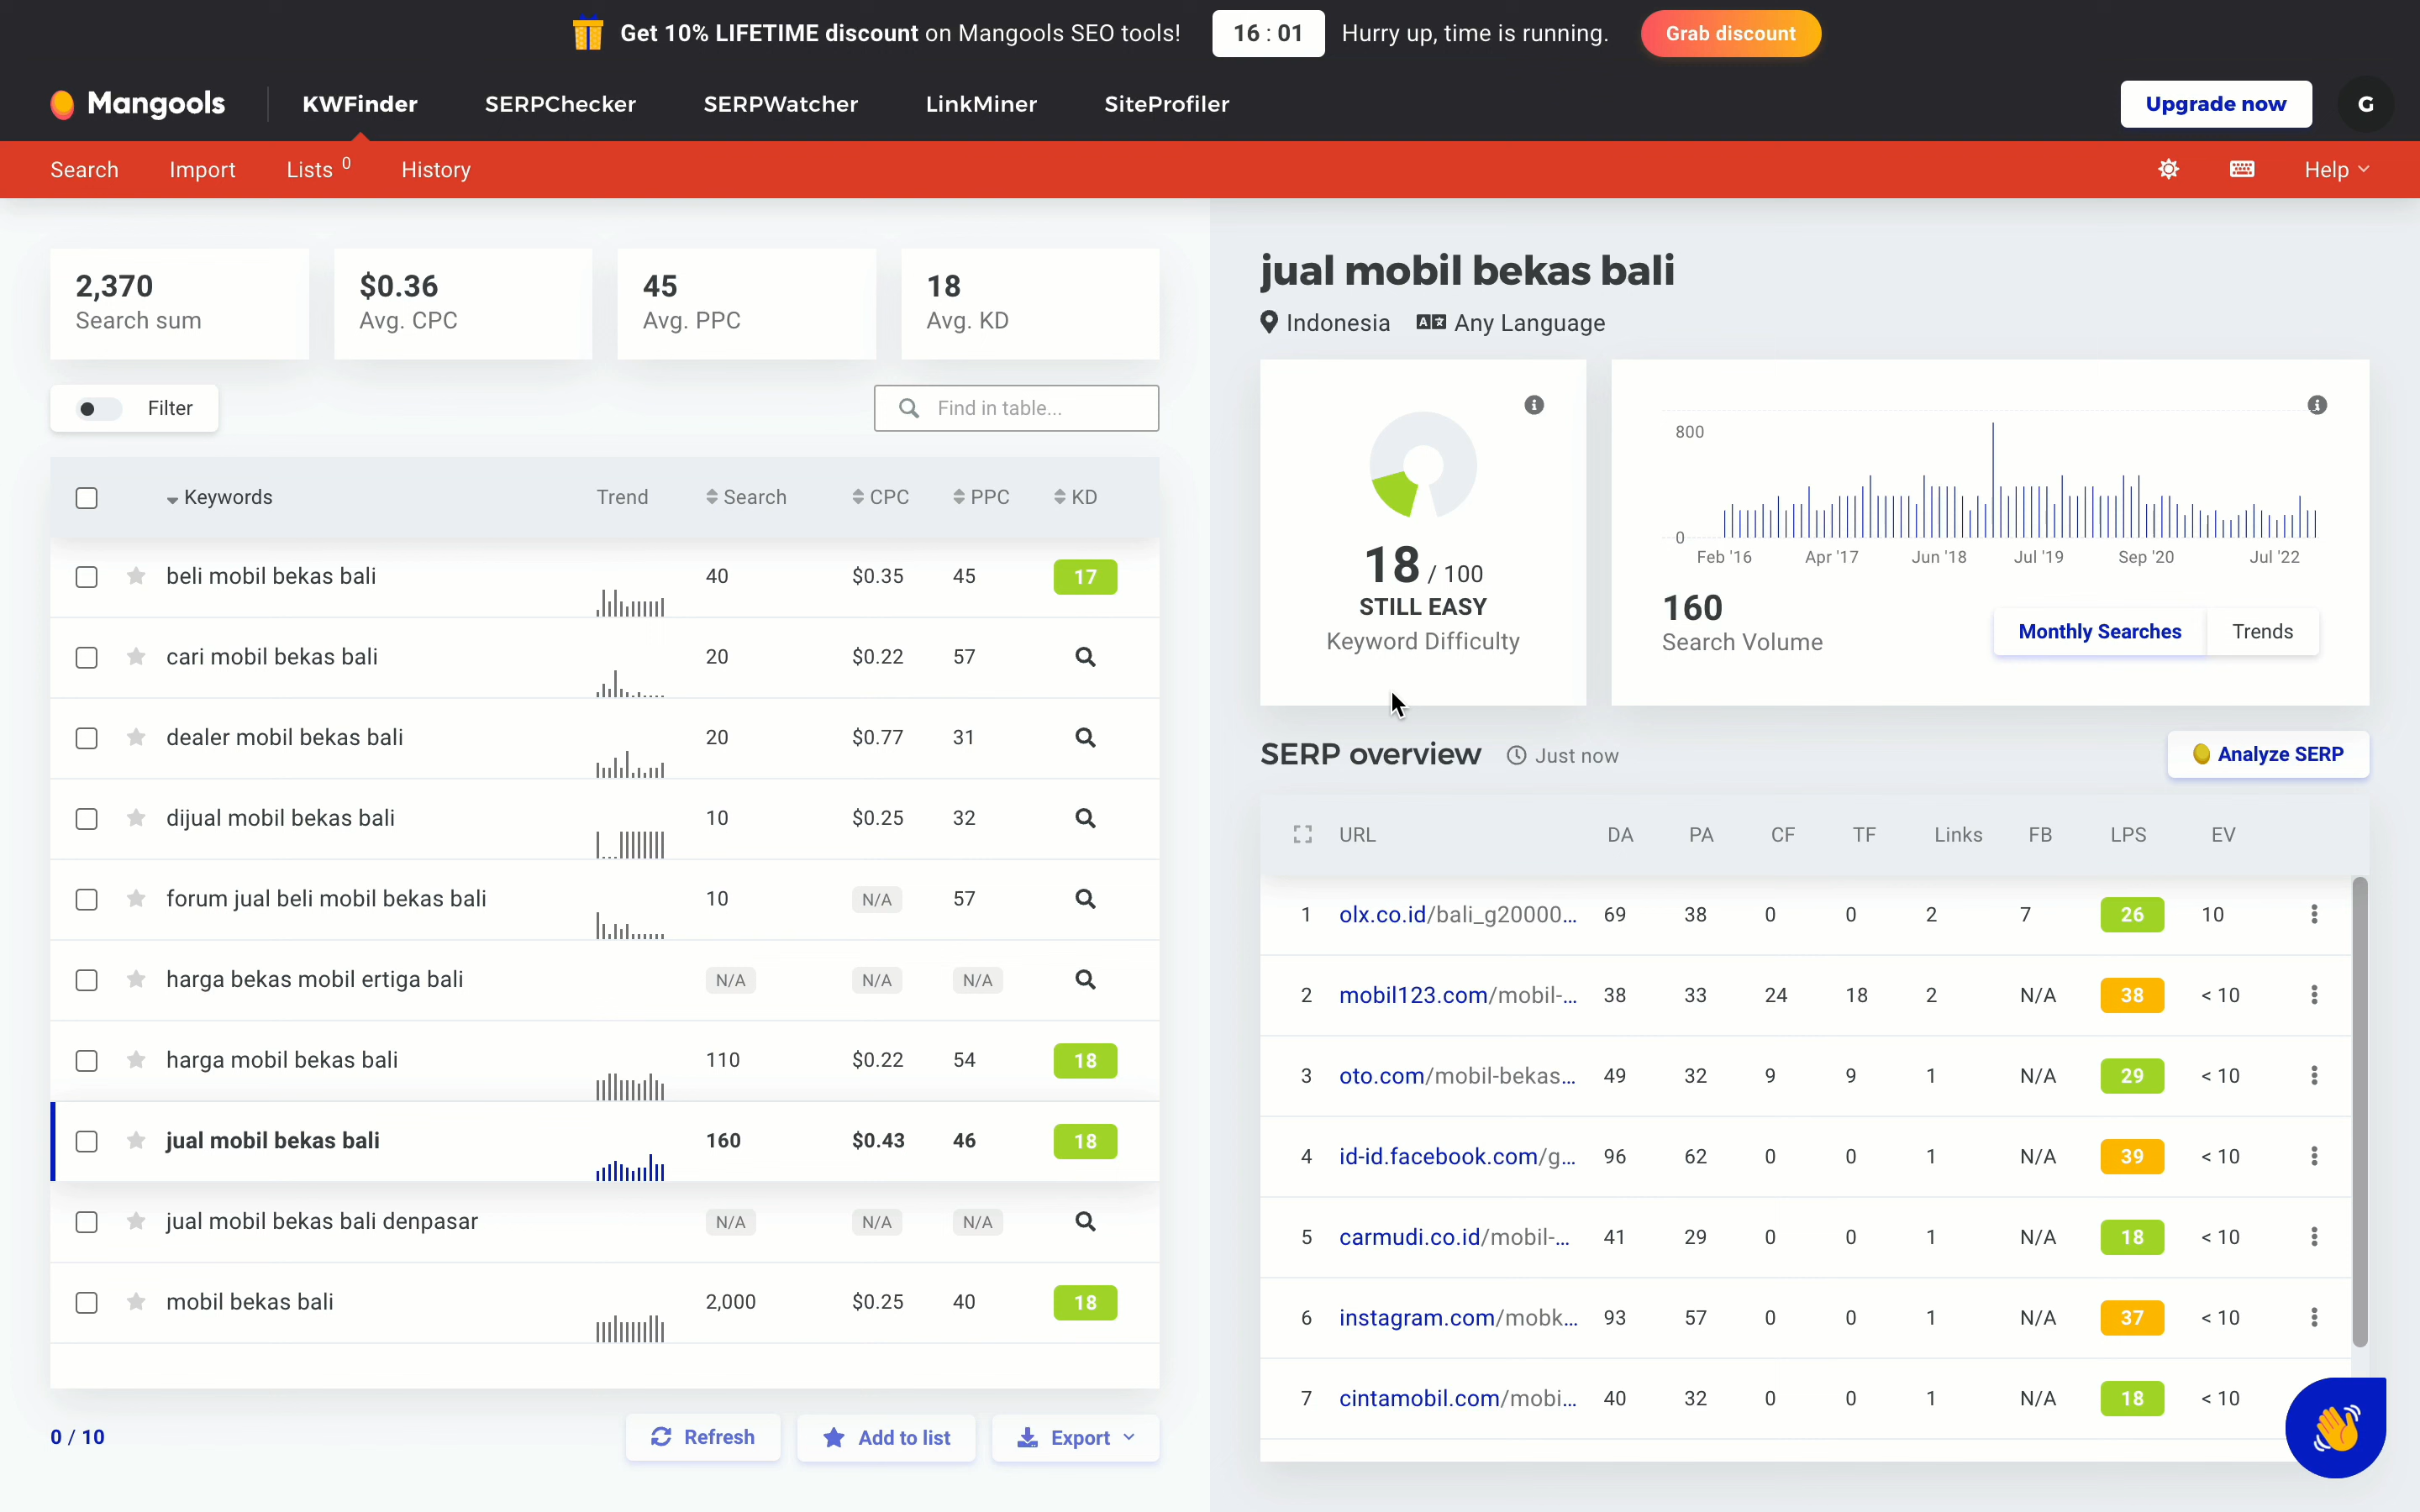 Get 10% LIFETIME discount on Mangools SEO tools! 16 : 01 Hurry up, time is running. Grab discount
Mangools KWFinder SERPChecker SERPWatcher LinkMiner SiteProfiler Upgrade now G
Search Import Lists 0 History Help
2,370 $0.36 45 18
Search sum Avg. CPC Avg. PPC Avg. KD
Filter Find in table...
Keywords Trend Search CPC PPC KD
beli mobil bekas bali 40 $0.35 45 17
cari mobil bekas bali 20 $0.22 57
dealer mobil bekas bali 20 $0.77 31
dijual mobil bekas bali 10 $0.25 32
forum jual beli mobil bekas bali 10 N/A 57
harga bekas mobil ertiga bali N/A N/A N/A
harga mobil bekas bali 110 $0.22 54 18
jual mobil bekas bali 160 $0.43 46 18
jual mobil bekas bali denpasar N/A N/A N/A
mobil bekas bali 2,000 $0.25 40 18
0 / 10 Refresh Add to list Export
jual mobil bekas bali
Indonesia Any Language
18 / 100
STILL EASY
Keyword Difficulty
800
0
Feb '16 Apr '17 Jun '18 Jul '19 Sep '20 Jul '22
160
Search Volume
Monthly Searches Trends
SERP overview Just now Analyze SERP
URL DA PA CF TF Links FB LPS EV
1 olx.co.id/bali_g20000... 69 38 0 0 2 7 26 10
2 mobil123.com/mobil-... 38 33 24 18 2 N/A 38 < 10
3 oto.com/mobil-bekas... 49 32 9 9 1 N/A 29 < 10
4 id-id.facebook.com/g... 96 62 0 0 1 N/A 39 < 10
5 carmudi.co.id/mobil-... 41 29 0 0 1 N/A 18 < 10
6 instagram.com/mobk... 93 57 0 0 1 N/A 37 < 10
7 cintamobil.com/mobi... 40 32 0 0 1 N/A 18 < 10